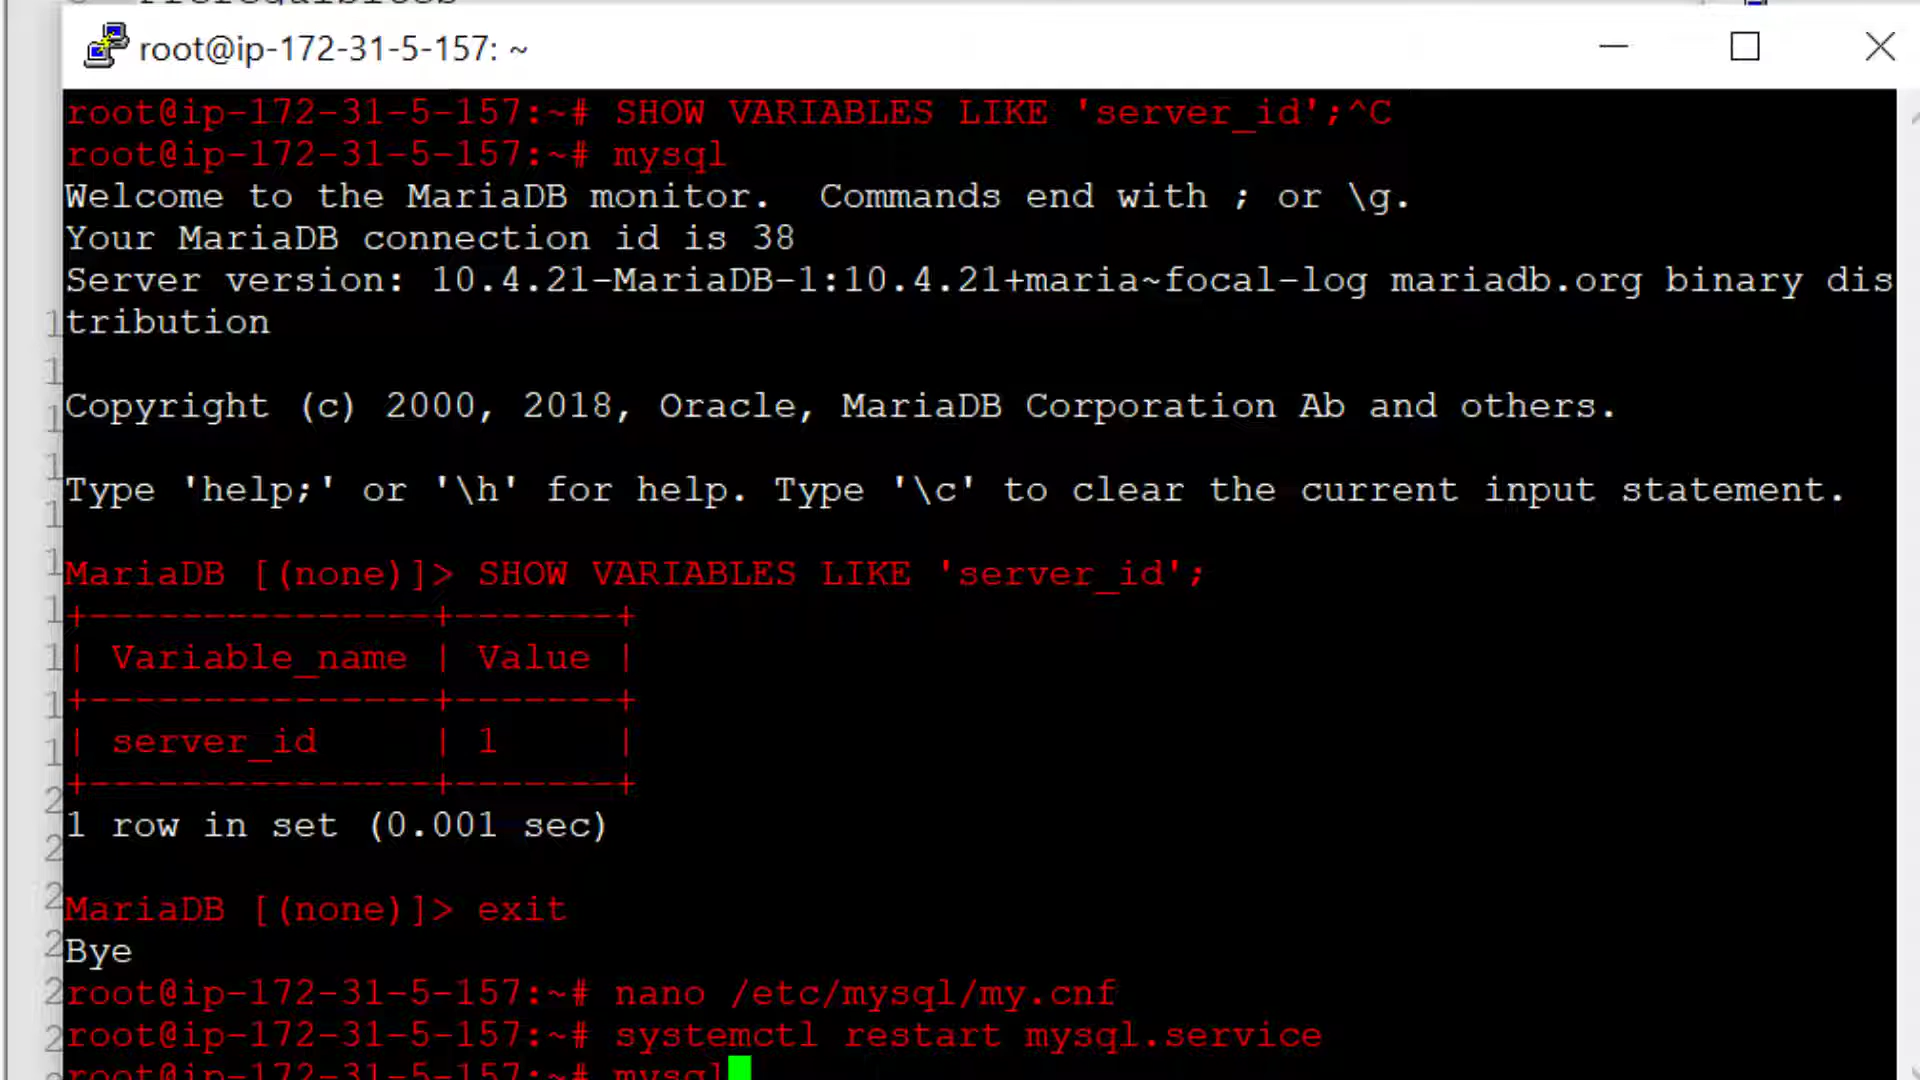 root@ip-172-31-5-157: ~
root@ip-172-31-5-157:~# SHOW VARIABLES LIKE 'server_id';^C
root@ip-172-31-5-157:~# mysql
Welcome to the MariaDB monitor.  Commands end with ; or \g.
Your MariaDB connection id is 38
Server version: 10.4.21-MariaDB-1:10.4.21+maria~focal-log mariadb.org binary dis
tribution
Copyright (c) 2000, 2018, Oracle, MariaDB Corporation Ab and others.
Type 'help;' or '\h' for help. Type '\c' to clear the current input statement.
MariaDB [(none)]> SHOW VARIABLES LIKE 'server_id';
+---------------+-------+
| Variable_name | Value |
+---------------+-------+
| server_id     | 1     |
+---------------+-------+
1 row in set (0.001 sec)
MariaDB [(none)]> exit
Bye
root@ip-172-31-5-157:~# nano /etc/mysql/my.cnf
root@ip-172-31-5-157:~# systemctl restart mysql.service
root@ip-172-31-5-157:~# mysql